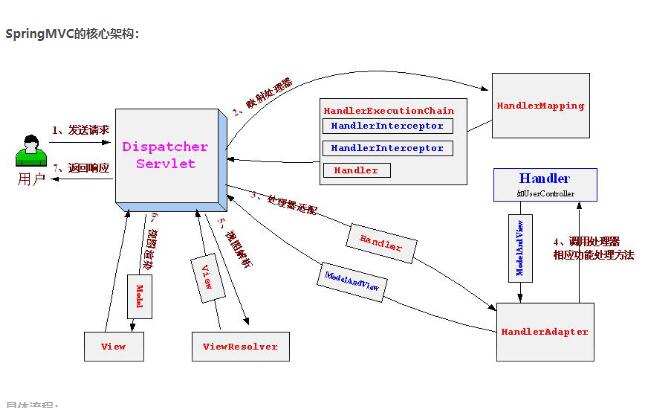 SpringMVC的核心架构：
1、发送请求
7、返回响应
用户
Dispatcher
Servlet
2、映射处理器
HandlerExecutionChain
HandlerInterceptor
HandlerInterceptor
Handler
HandlerMapping
3、处理器适配
Handler
ModelAndView
Handler
如UserController
ModelAndView
4、调用处理器
相应功能处理方法
HandlerAdapter
6、视图渲染
Model
View
5、视图解析
View
ViewResolver
具体流程：